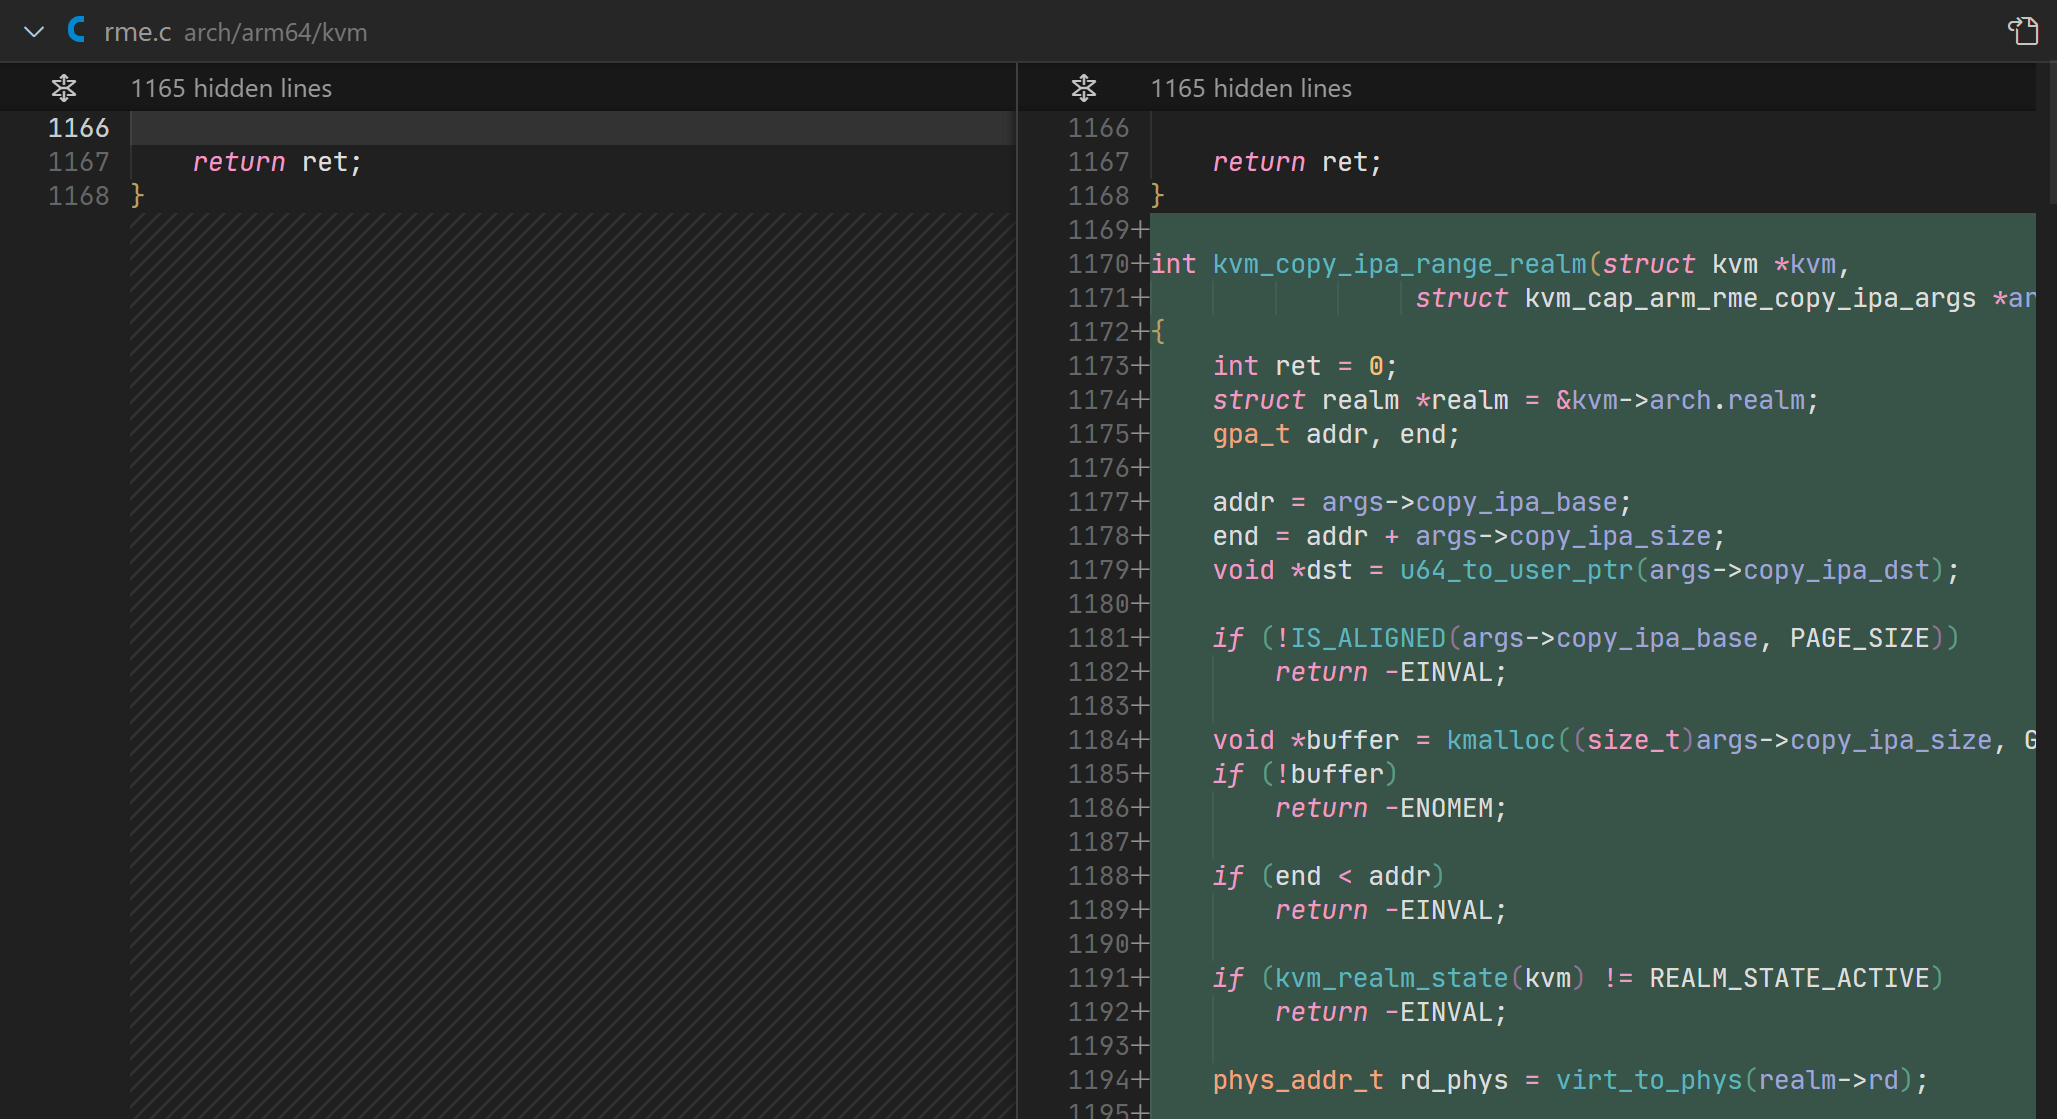 rme.c arch/arm64/kvm
1165 hidden lines
1166
1167 return ret;
1168 }
1165 hidden lines
1166
1167 return ret;
1168 }
1169+
1170+ int kvm_copy_ipa_range_realm(struct kvm *kvm,
1171+ struct kvm_cap_arm_rme_copy_ipa_args *ar
1172+ {
1173+ int ret = 0;
1174+ struct realm *realm = &kvm->arch.realm;
1175+ gpa_t addr, end;
1176+
1177+ addr = args->copy_ipa_base;
1178+ end = addr + args->copy_ipa_size;
1179+ void *dst = u64_to_user_ptr(args->copy_ipa_dst);
1180+
1181+ if (!IS_ALIGNED(args->copy_ipa_base, PAGE_SIZE))
1182+ return -EINVAL;
1183+
1184+ void *buffer = kmalloc((size_t)args->copy_ipa_size, G
1185+ if (!buffer)
1186+ return -ENOMEM;
1187+
1188+ if (end < addr)
1189+ return -EINVAL;
1190+
1191+ if (kvm_realm_state(kvm) != REALM_STATE_ACTIVE)
1192+ return -EINVAL;
1193+
1194+ phys_addr_t rd_phys = virt_to_phys(realm->rd);
1195+